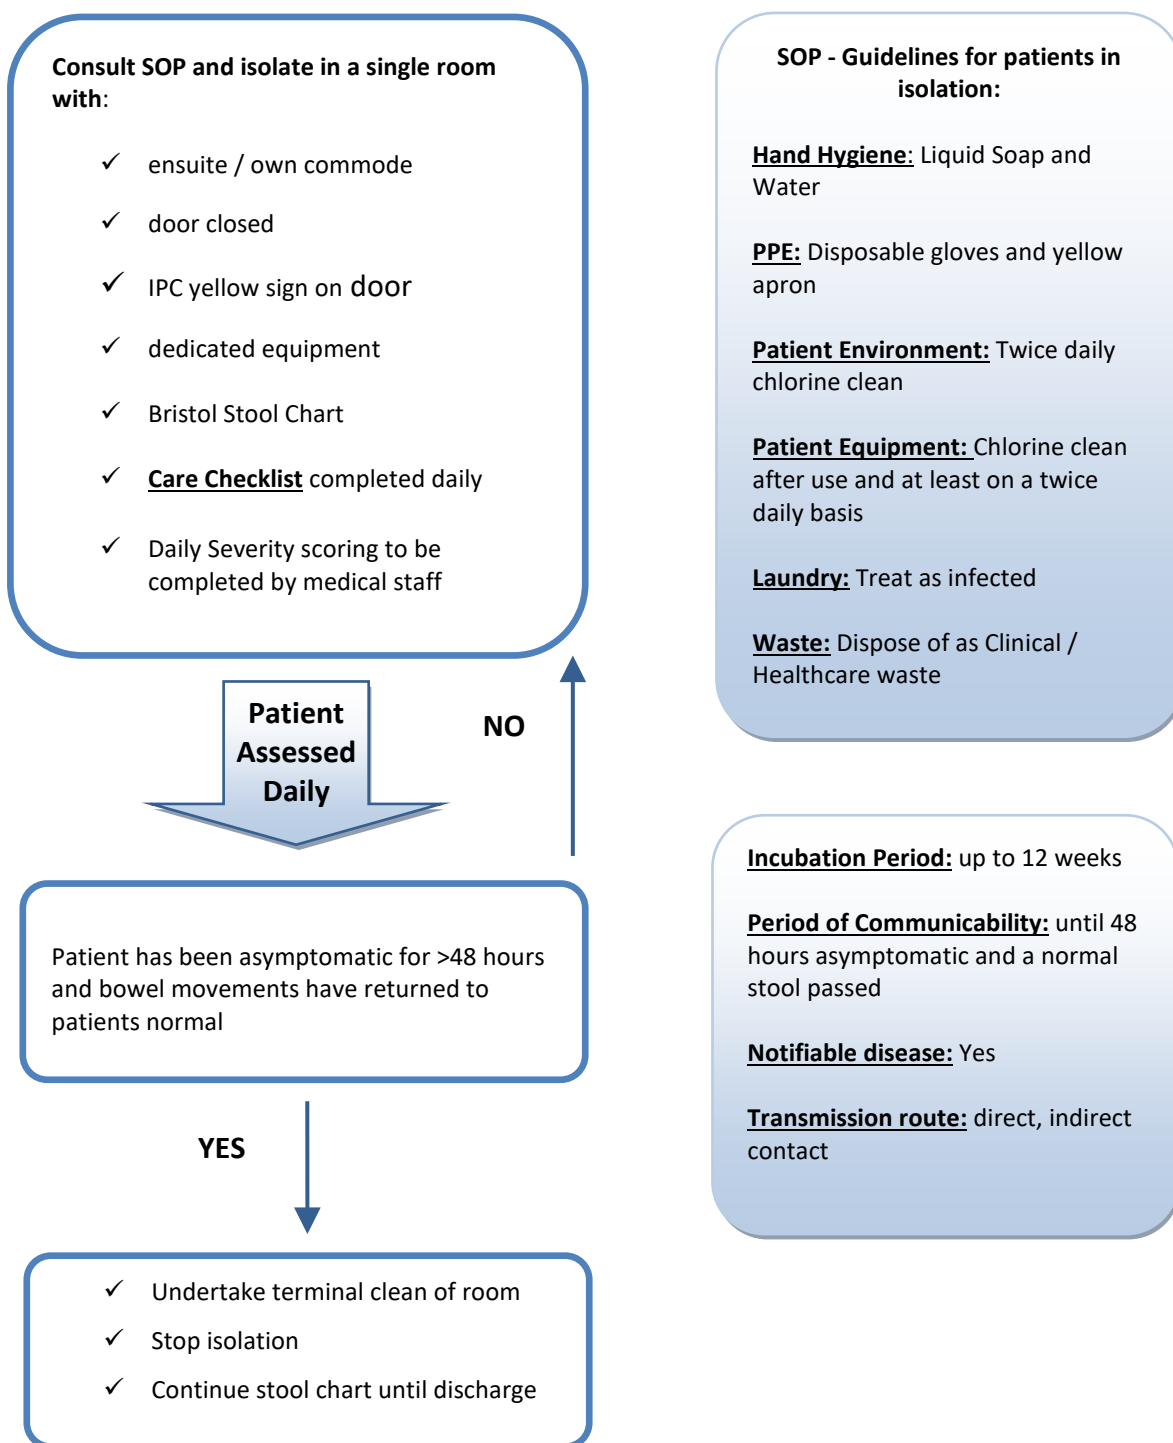 Consult SOP and isolate in a single room
with:
✓ ensuite / own commode
✓ door closed
✓ IPC yellow sign on door
✓ dedicated equipment
✓ Bristol Stool Chart
✓ Care Checklist completed daily
✓ Daily Severity scoring to be
completed by medical staff
Patient
Assessed
Daily
NO
Patient has been asymptomatic for >48 hours
and bowel movements have returned to
patients normal
YES
✓ Undertake terminal clean of room
✓ Stop isolation
✓ Continue stool chart until discharge
SOP - Guidelines for patients in
isolation:
Hand Hygiene: Liquid Soap and
Water
PPE: Disposable gloves and yellow
apron
Patient Environment: Twice daily
chlorine clean
Patient Equipment: Chlorine clean
after use and at least on a twice
daily basis
Laundry: Treat as infected
Waste: Dispose of as Clinical /
Healthcare waste
Incubation Period: up to 12 weeks
Period of Communicability: until 48
hours asymptomatic and a normal
stool passed
Notifiable disease: Yes
Transmission route: direct, indirect
contact